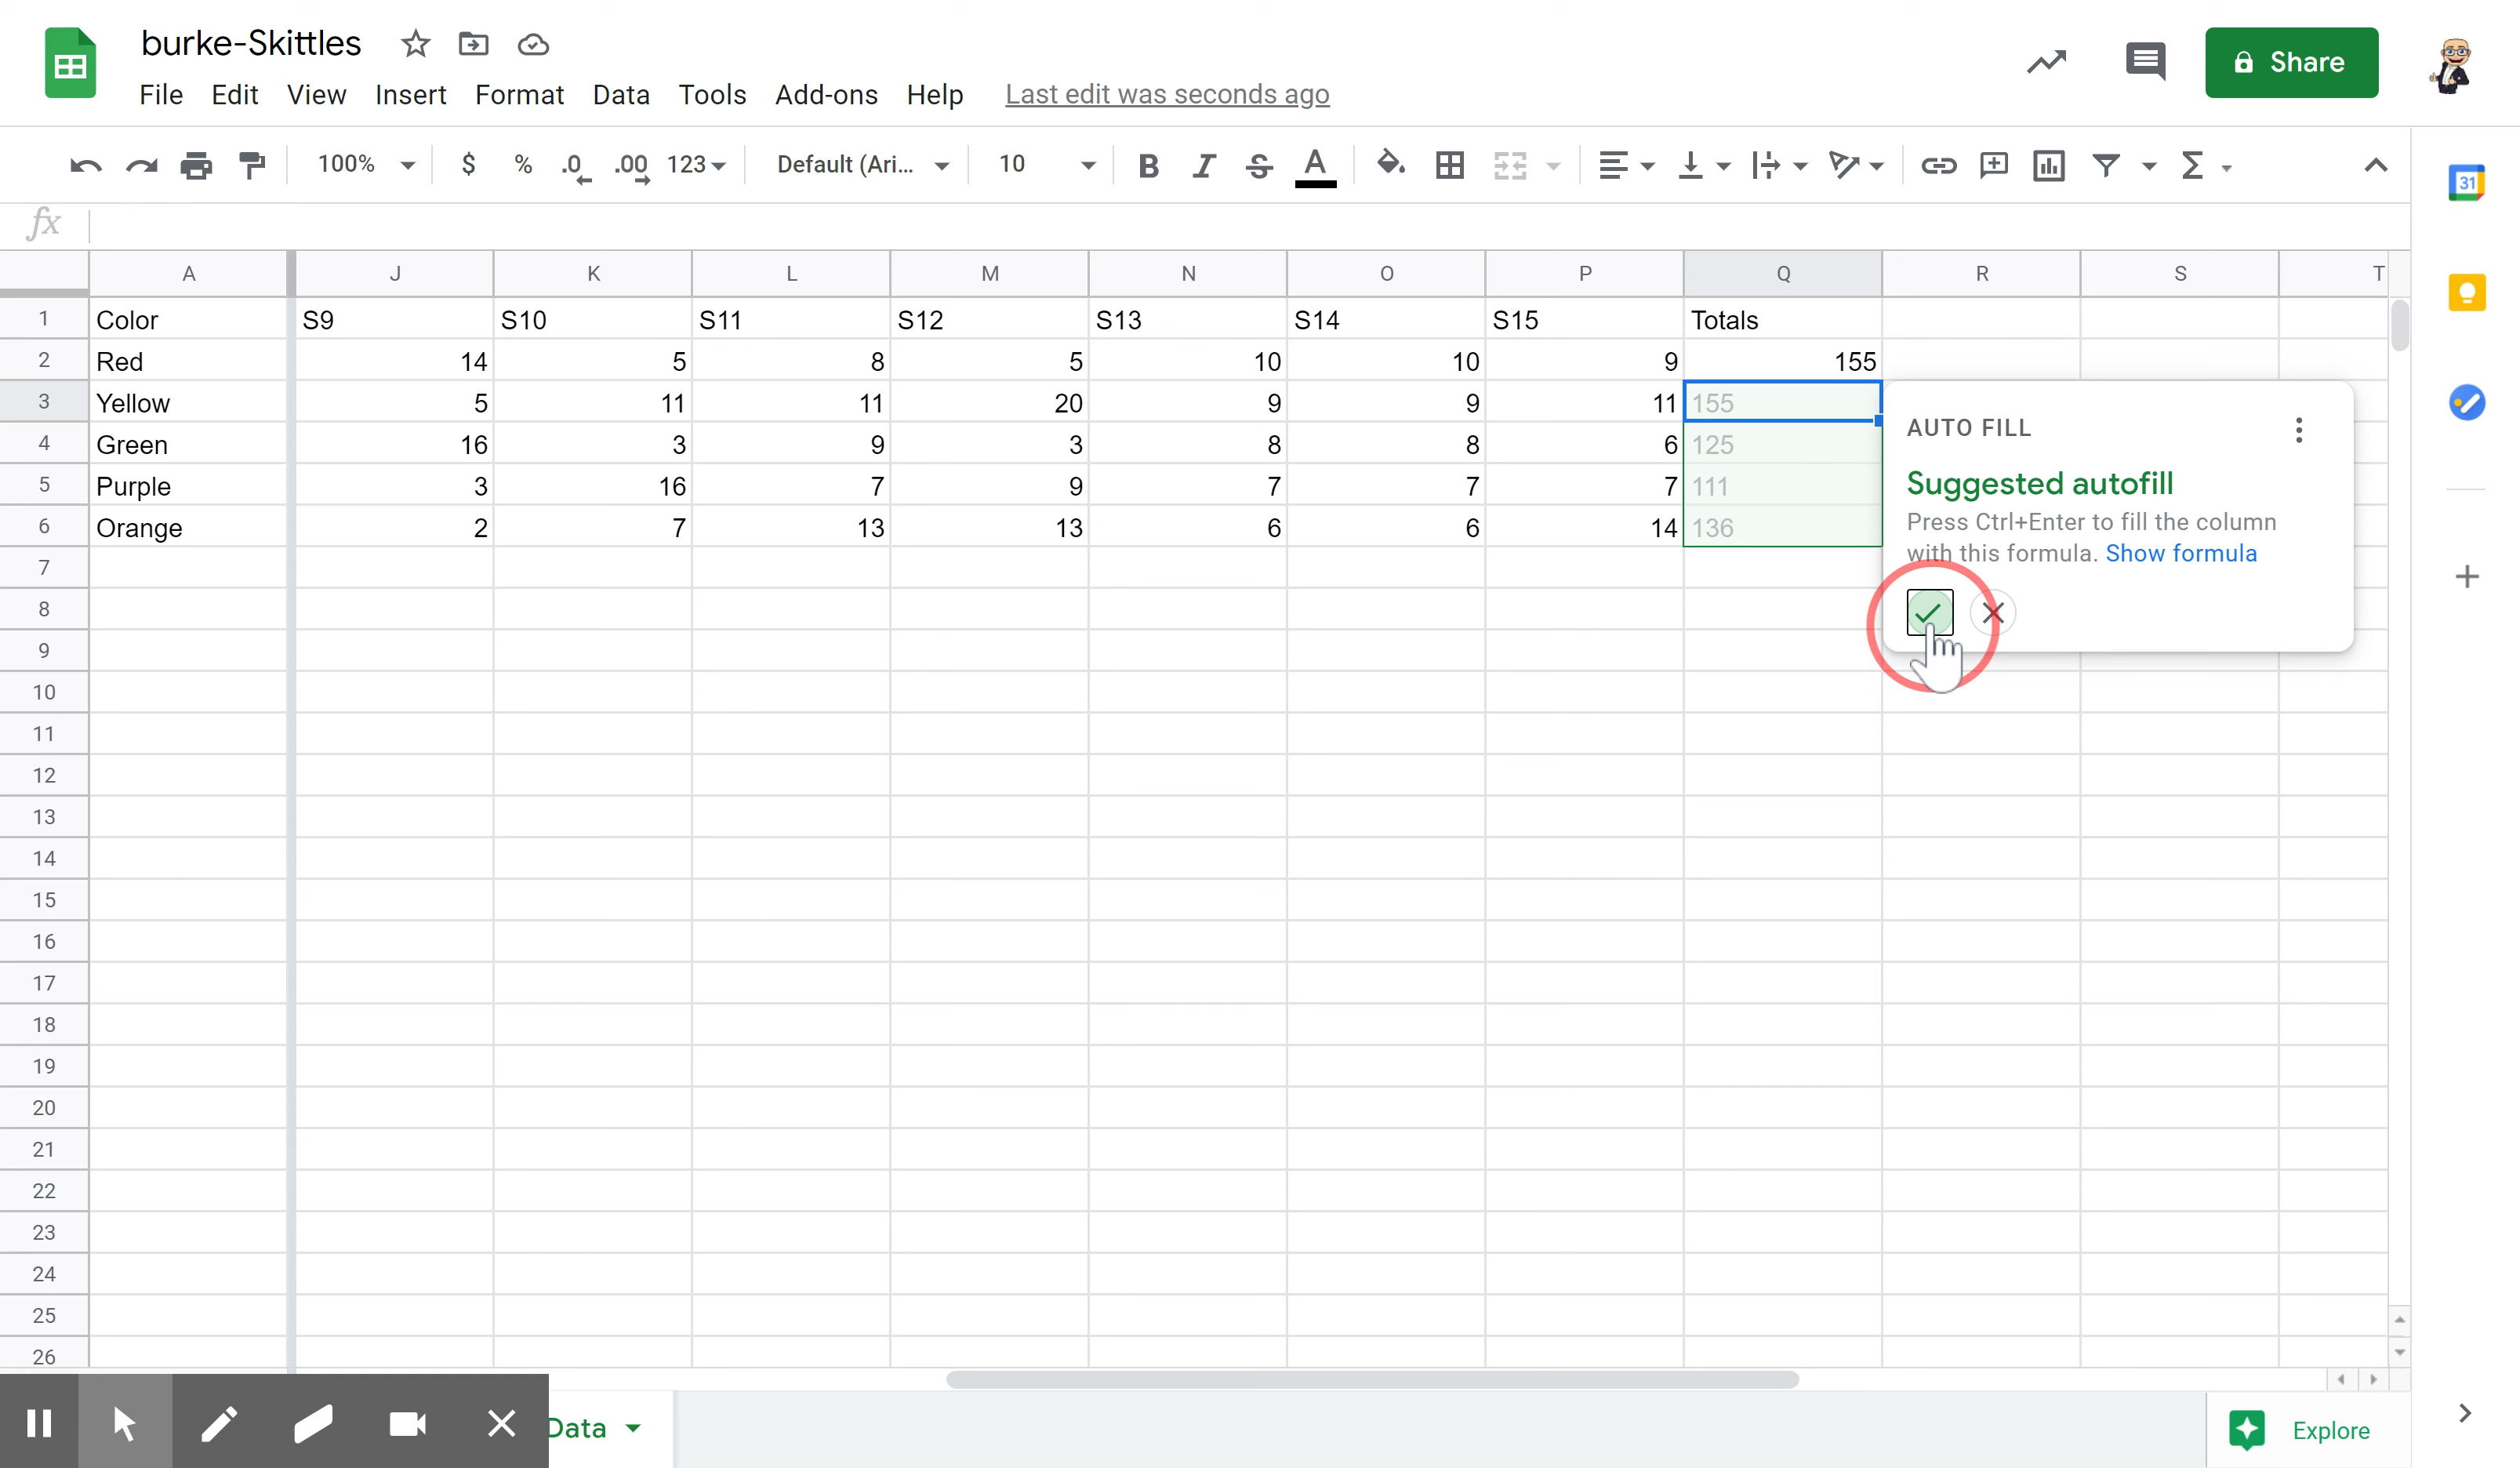 burke-Skittles
File Edit View Insert Format Data Tools Add-ons Help Last edit was seconds ago
Share
100% $ % .0 .00 123 Default (Ari... 10 B I S A Σ
31
fx
A J K L M N O P Q R S T
1 Color S9 S10 S11 S12 S13 S14 S15 Totals
2 Red 14 5 8 5 10 10 9 155
3 Yellow 5 11 11 20 9 9 11 155
4 Green 16 3 9 3 8 8 6 125
5 Purple 3 16 7 9 7 7 7 111
6 Orange 2 7 13 13 6 6 14 136
AUTO FILL
Suggested autofill
Press Ctrl+Enter to fill the column
with this formula. Show formula
7
8
9
10
11
12
13
14
15
16
17
18
19
20
21
22
23
24
25
26
Data
Explore